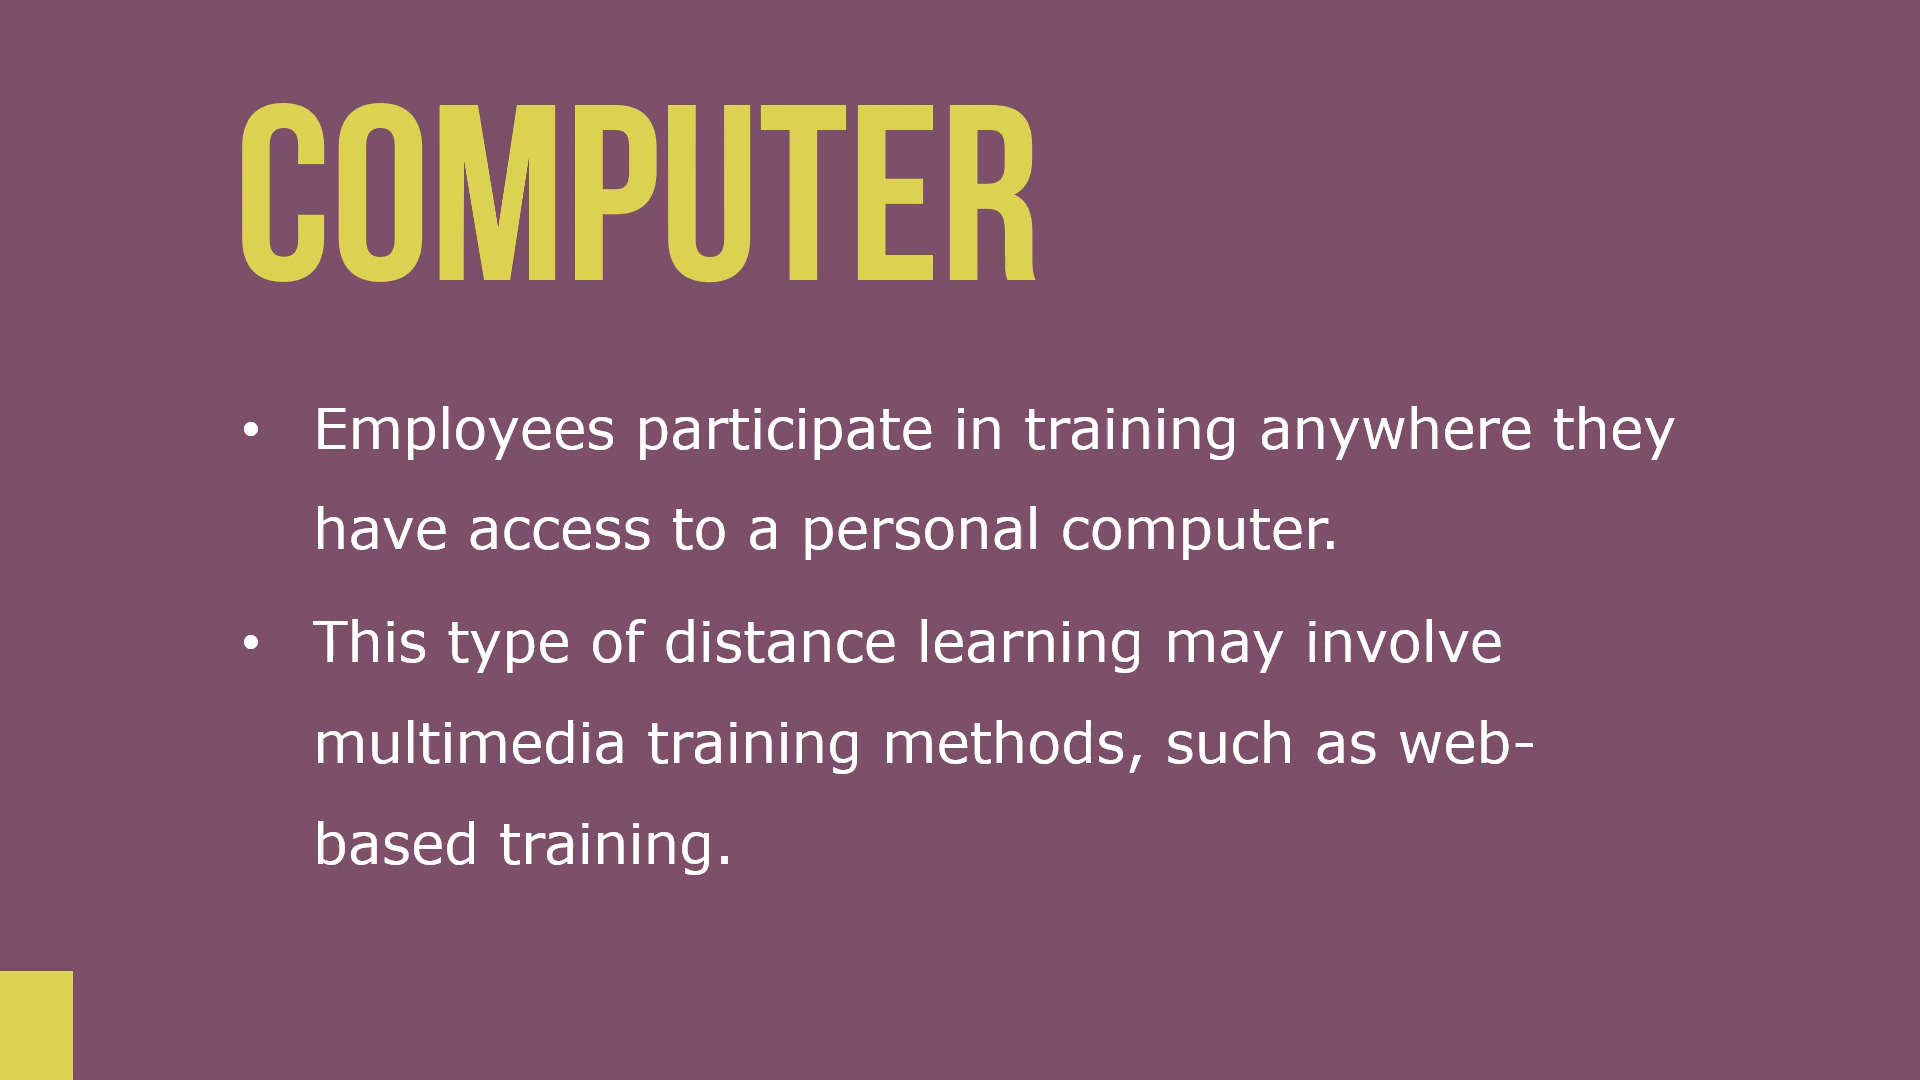 COMPUTER
• Employees participate in training anywhere they
have access to a personal computer.
• This type of distance learning may involve
multimedia training methods, such as web-
based training.